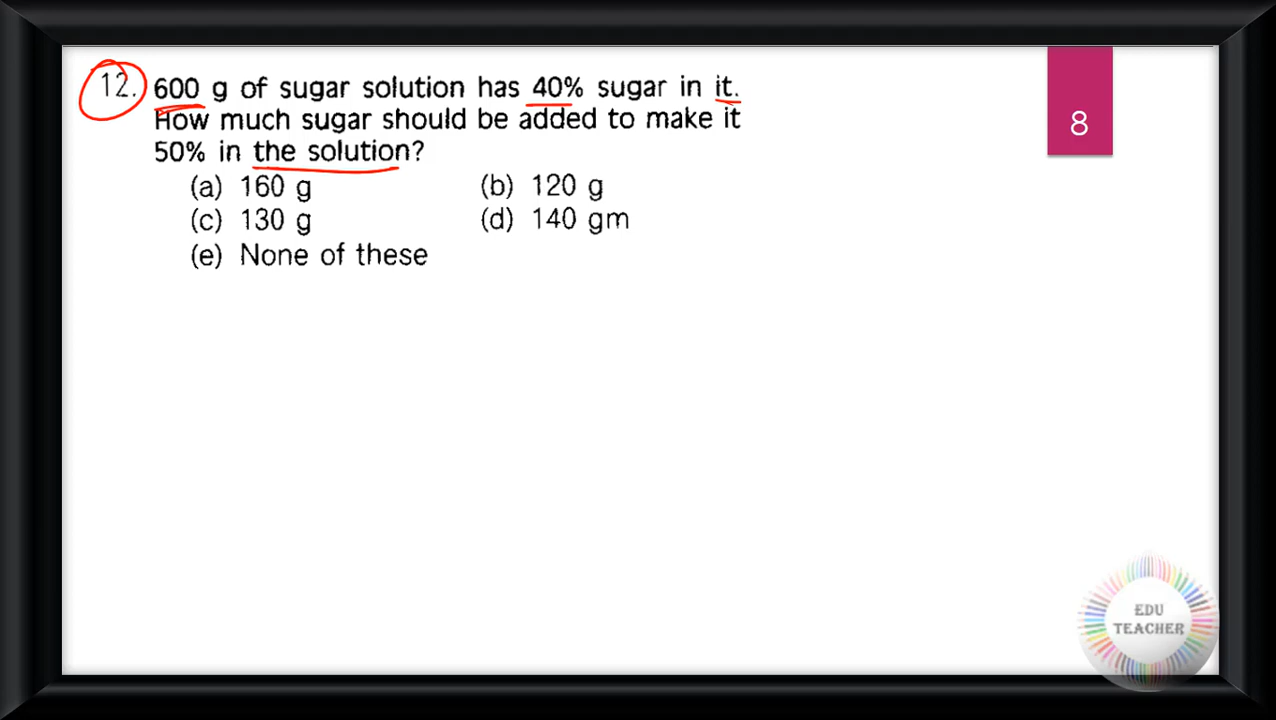 12. 600 g of sugar solution has 40% sugar in it.
How much sugar should be added to make it
50% in the solution?
(a) 160 g (b) 120 g
(c) 130 g (d) 140 gm
(e) None of these
8
EDU
TEACHER